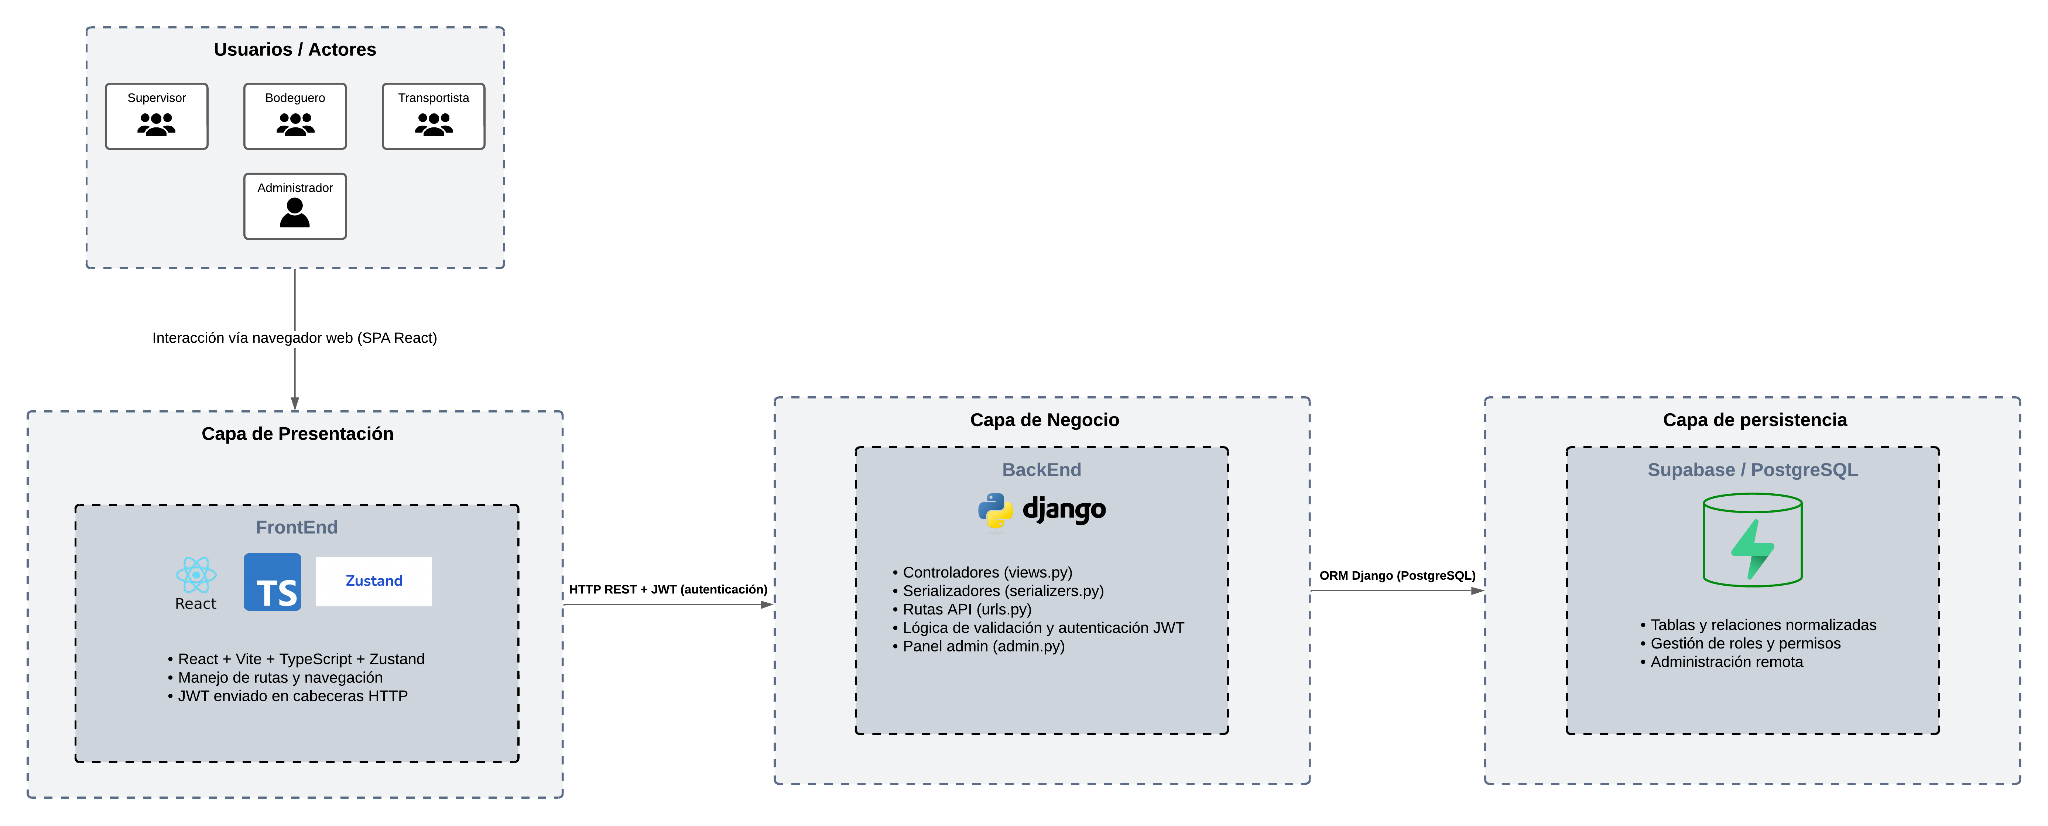 Usuarios / Actores
Supervisor
Bodeguero
Transportista
Administrador
Interacción vía navegador web (SPA React)
Capa de Presentación
FrontEnd
React
TS
Zustand
• React + Vite + TypeScript + Zustand
• Manejo de rutas y navegación
• JWT enviado en cabeceras HTTP
HTTP REST + JWT (autenticación)
Capa de Negocio
BackEnd
django
• Controladores (views.py)
• Serializadores (serializers.py)
• Rutas API (urls.py)
• Lógica de validación y autenticación JWT
• Panel admin (admin.py)
ORM Django (PostgreSQL)
Capa de persistencia
Supabase / PostgreSQL
• Tablas y relaciones normalizadas
• Gestión de roles y permisos
• Administración remota